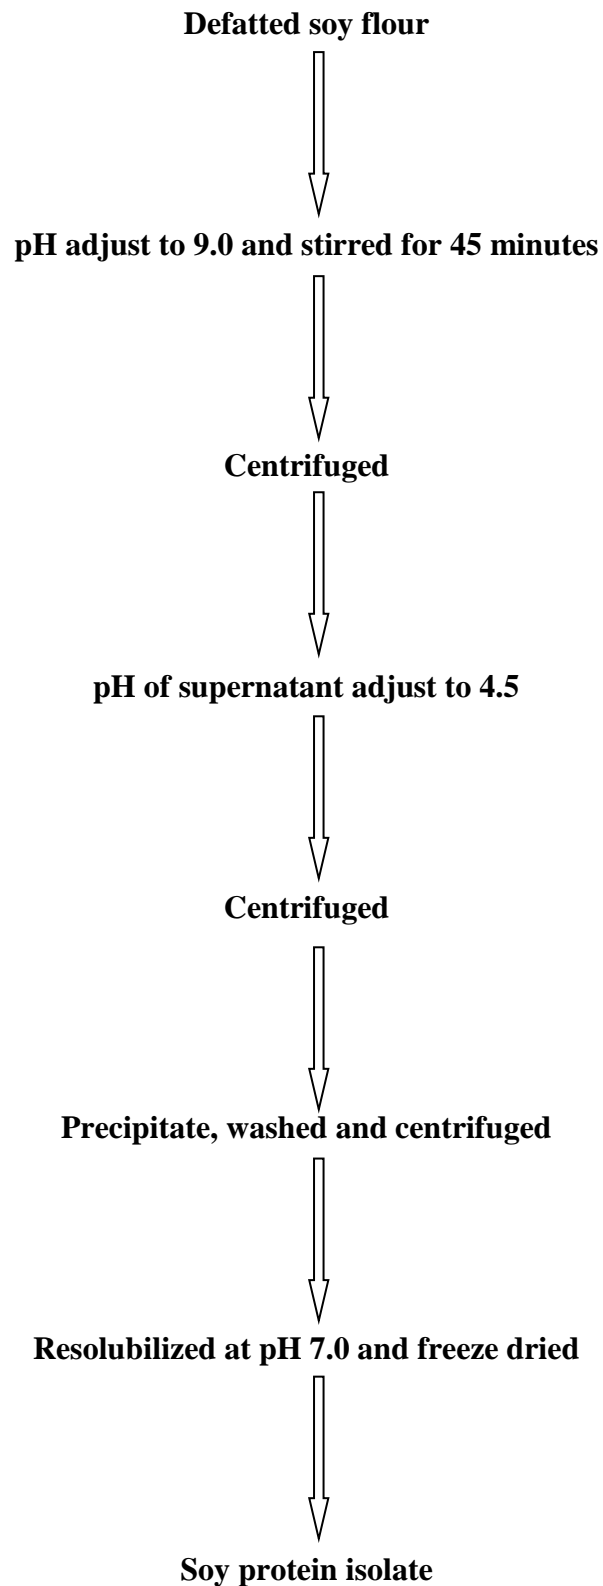 Defatted soy flour
pH adjust to 9.0 and stirred for 45 minutes
Centrifuged
pH of supernatant adjust to 4.5
Centrifuged
Precipitate, washed and centrifuged
Resolubilized at pH 7.0 and freeze dried
Soy protein isolate